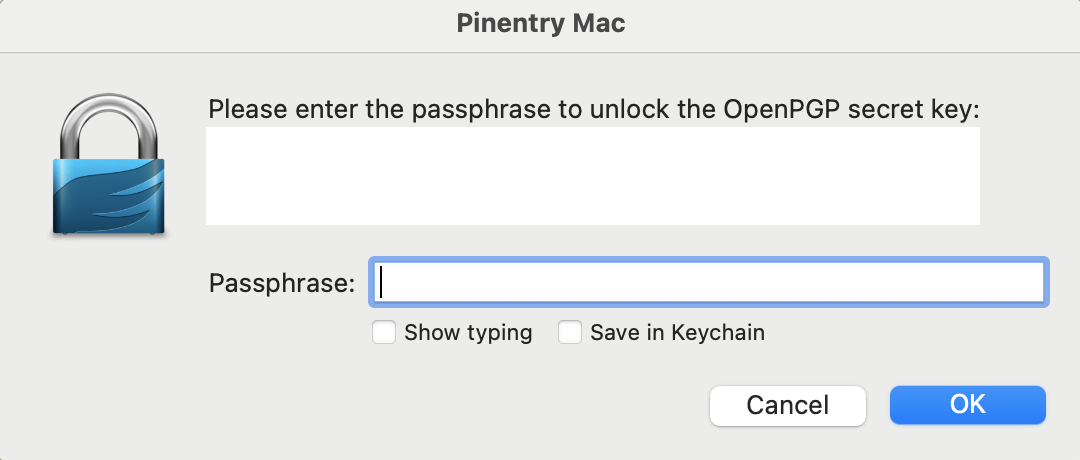 Pinentry Mac
Please enter the passphrase to unlock the OpenPGP secret key:
Passphrase:
Show typing
Save in Keychain
Cancel
OK